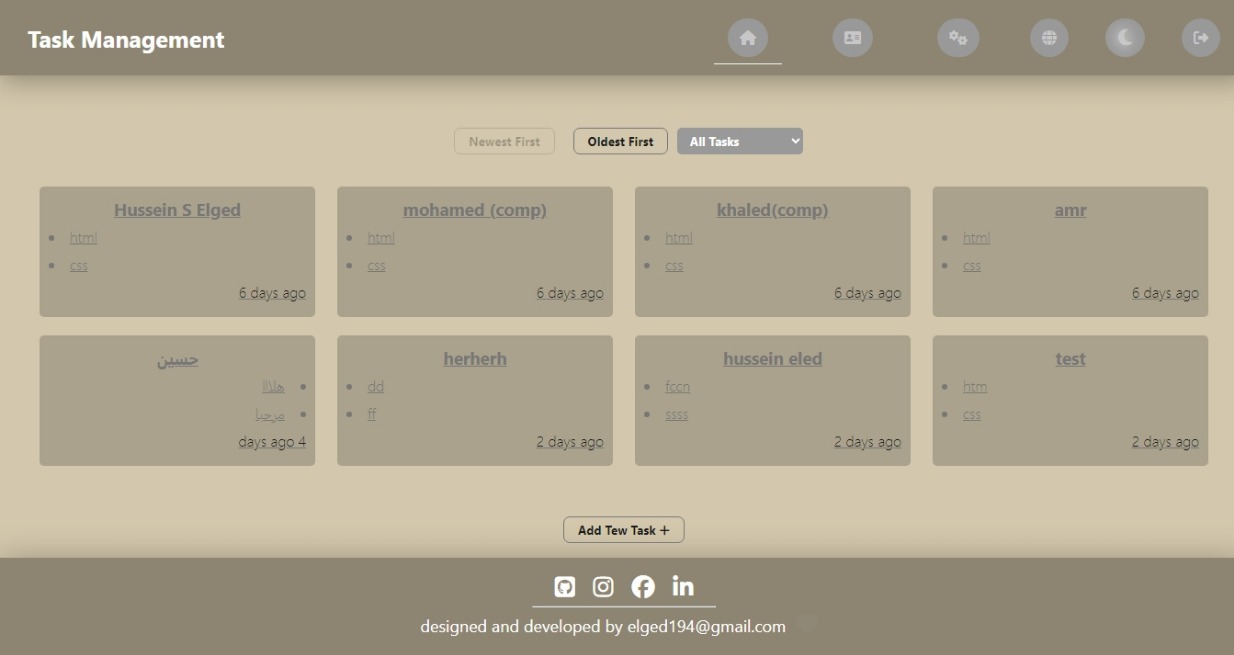 Task Management
Newest First
Oldest First
All Tasks
Hussein S Elged
html
css
6 days ago
mohamed (comp)
html
css
6 days ago
khaled(comp)
html
css
6 days ago
amr
html
css
6 days ago
حسين
هلااا
مرحبا
days ago 4
herherh
dd
ff
2 days ago
hussein eled
fccn
ssss
2 days ago
test
htm
css
2 days ago
Add Tew Task +
designed and developed by elged194@gmail.com